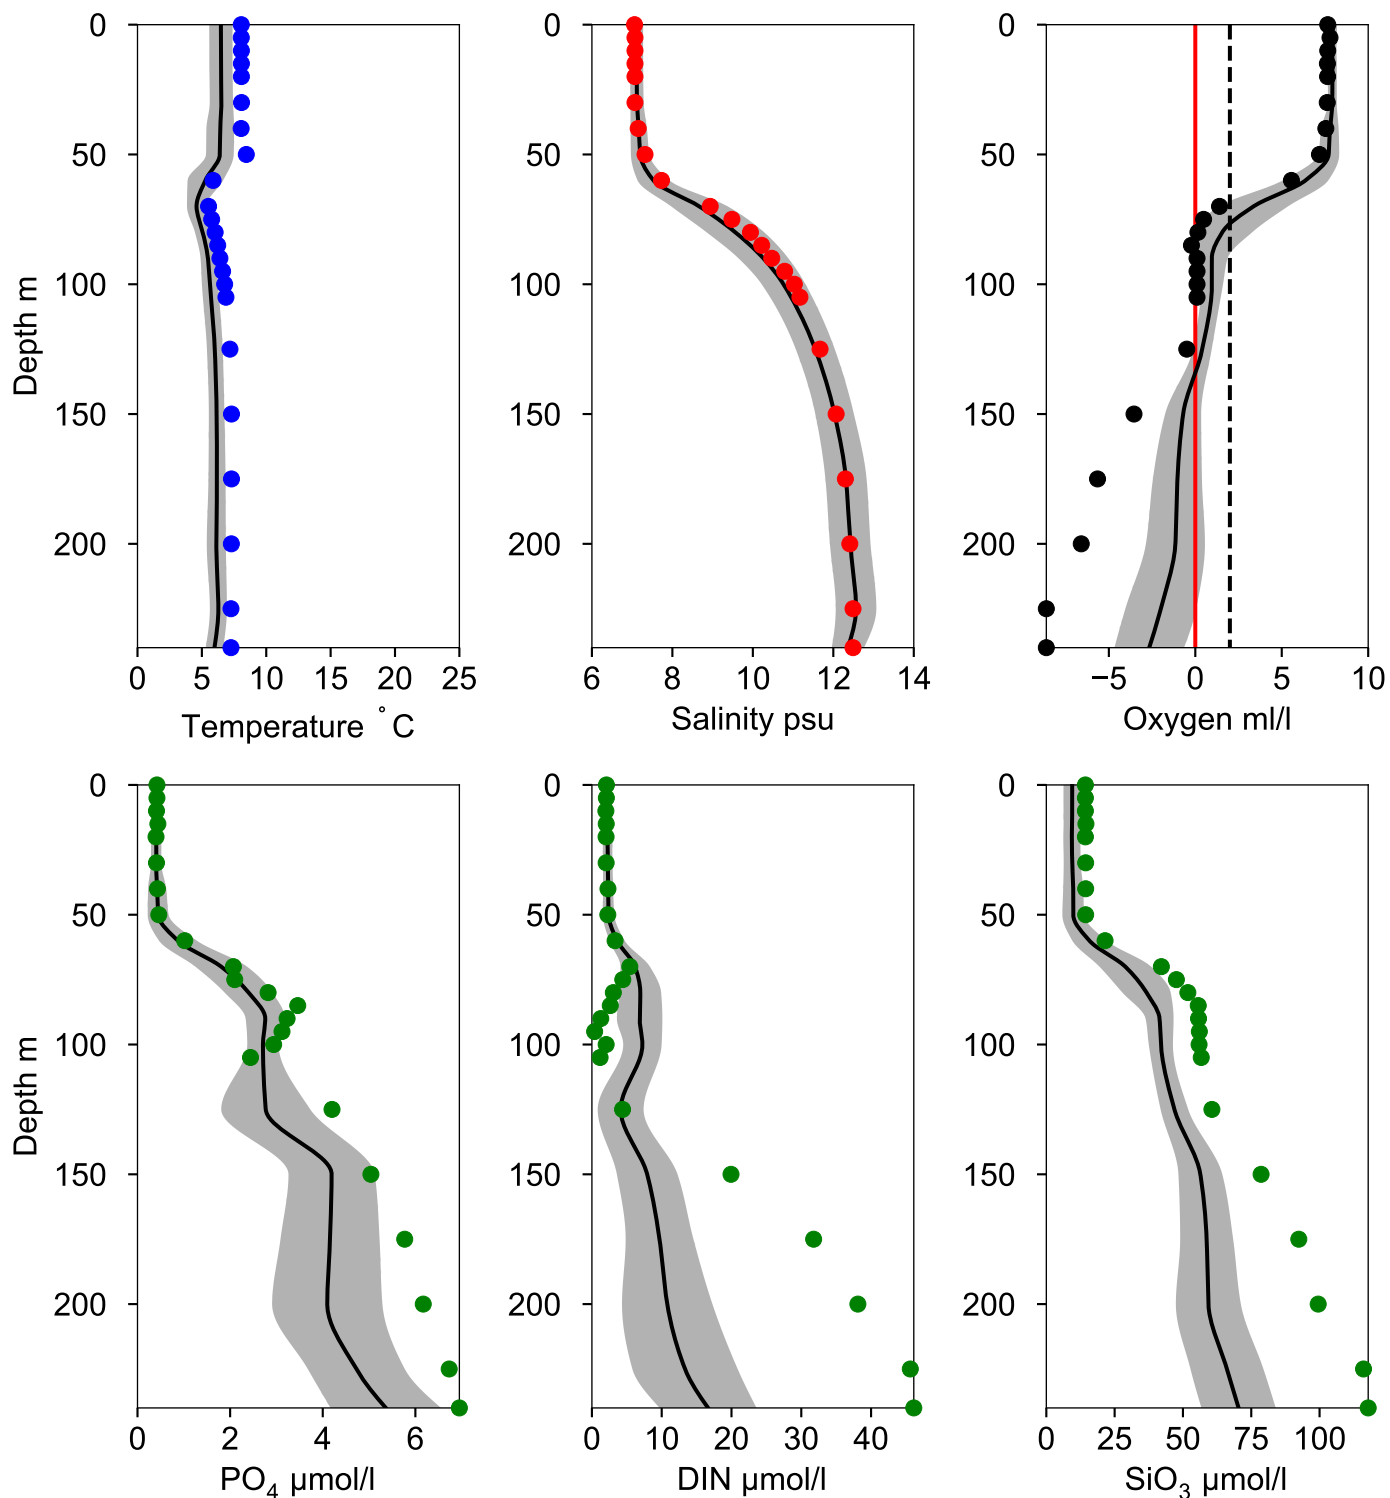 0
50
100
150
200
Depth m
0 5 10 15 20 25
Temperature ° C
0
50
100
150
200
6 8 10 12 14
Salinity psu
0
50
100
150
200
−5 0 5 10
Oxygen ml/l
0
50
100
150
200
Depth m
0 2 4 6
PO₄ µmol/l
0
50
100
150
200
0 10 20 30 40
DIN µmol/l
0
50
100
150
200
0 25 50 75 100
SiO₃ µmol/l